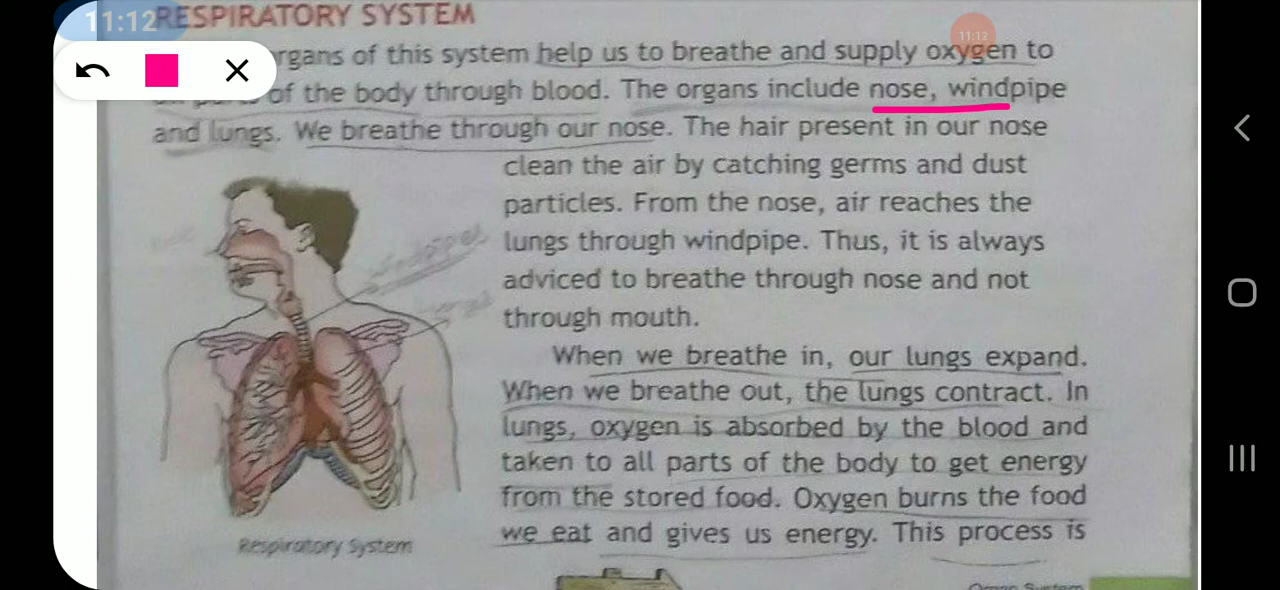 11:12
RESPIRATORY SYSTEM
11:12
rgans of this system help us to breathe and supply oxygen to
of the body through blood. The organs include nose, windpipe
and lungs. We breathe through our nose. The hair present in our nose
clean the air by catching germs and dust
particles. From the nose, air reaches the
lungs through windpipe. Thus, it is always
adviced to breathe through nose and not
through mouth.
When we breathe in, our lungs expand.
When we breathe out, the lungs contract. In
lungs, oxygen is absorbed by the blood and
taken to all parts of the body to get energy
from the stored food. Oxygen burns the food
we eat and gives us energy. This process is
Respiratory System
Organ System